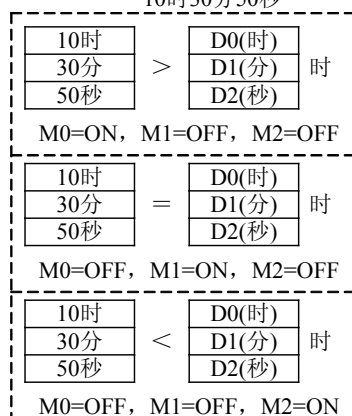 10时30分50秒
10时 D0(时)
30分 > D1(分) 时
50秒 D2(秒)
M0=ON，M1=OFF，M2=OFF
10时 D0(时)
30分 = D1(分) 时
50秒 D2(秒)
M0=OFF，M1=ON，M2=OFF
10时 D0(时)
30分 < D1(分) 时
50秒 D2(秒)
M0=OFF，M1=OFF，M2=ON